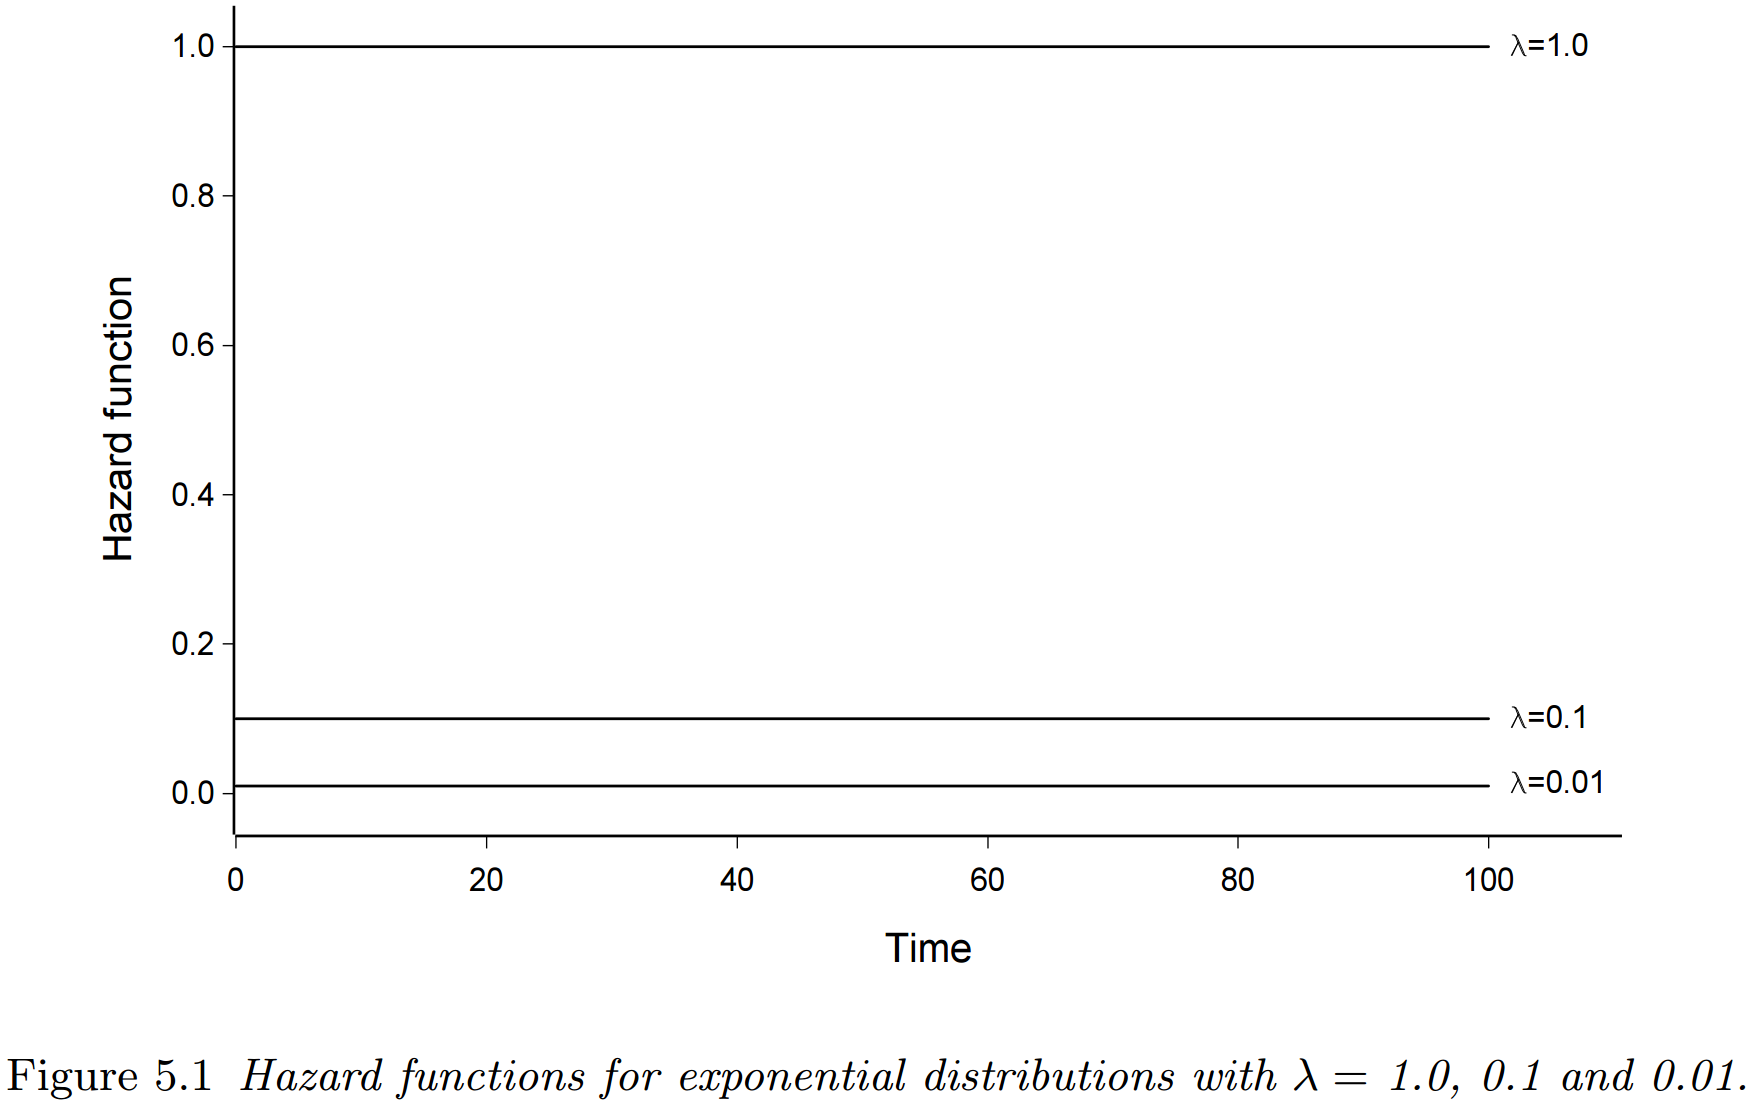 1.0
λ=1.0
0.8
0.6
Hazard function
0.4
0.2
λ=0.1
0.0
λ=0.01
0 20 40 60 80 100
Time
Figure 5.1 Hazard functions for exponential distributions with λ = 1.0, 0.1 and 0.01.